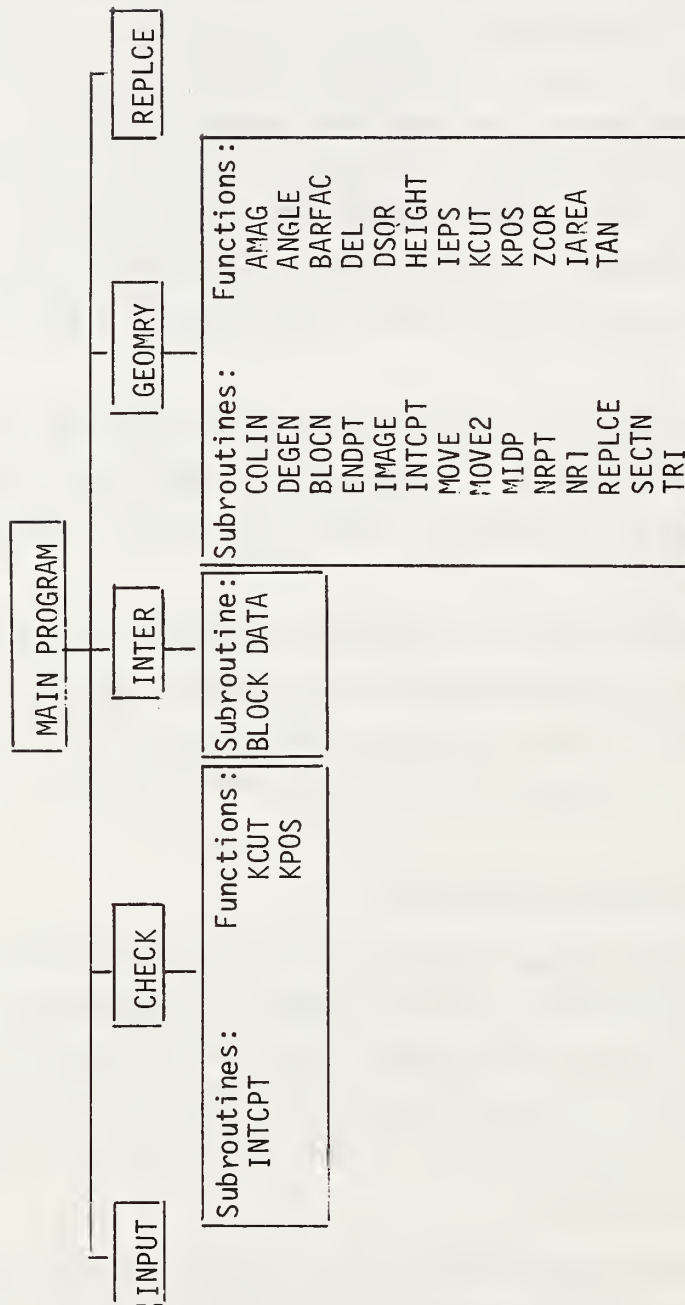 MAIN PROGRAM
INPUT
CHECK
INTER
GEOMRY
REPLCE
Subroutines:
INTCPT
Functions:
KCUT
KPOS
Subroutine:
BLOCK DATA
Subroutines:
COLIN
DEGEN
BLOCN
ENDPT
IMAGE
INTCPT
MOVE
MOVE2
MIDP
NRPT
NR1
REPLCE
SECTN
TRI
Functions:
AMAG
ANGLE
BARFAC
DEL
DSQR
HEIGHT
IEPS
KCUT
KPOS
ZCOR
IAREA
TAN